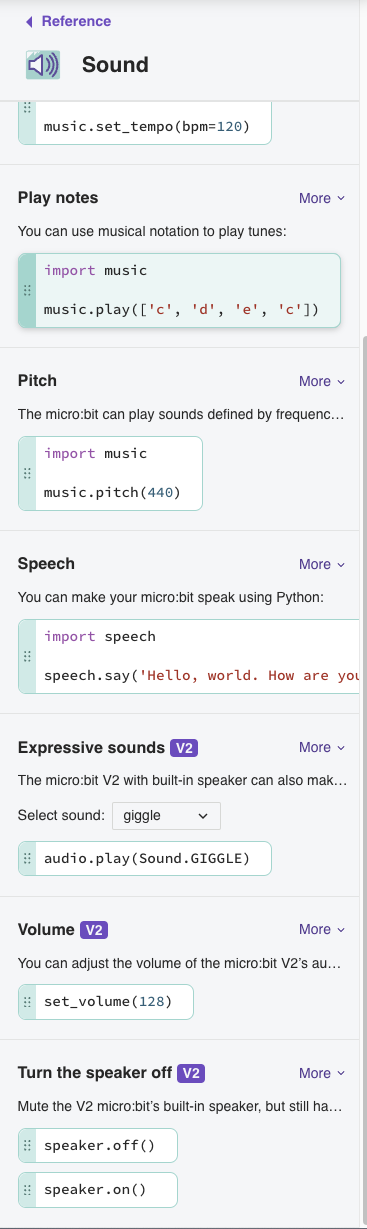 Reference
Sound
music.set_tempo(bpm=120)
Play notes More
You can use musical notation to play tunes:
import music
music.play(['c', 'd', 'e', 'c'])
Pitch More
The micro:bit can play sounds defined by frequenc…
import music
music.pitch(440)
Speech More
You can make your micro:bit speak using Python:
import speech
speech.say('Hello, world. How are you
Expressive sounds V2 More
The micro:bit V2 with built-in speaker can also mak…
Select sound: giggle
audio.play(Sound.GIGGLE)
Volume V2 More
You can adjust the volume of the micro:bit V2’s au…
set_volume(128)
Turn the speaker off V2 More
Mute the V2 micro:bit’s built-in speaker, but still ha…
speaker.off()
speaker.on()